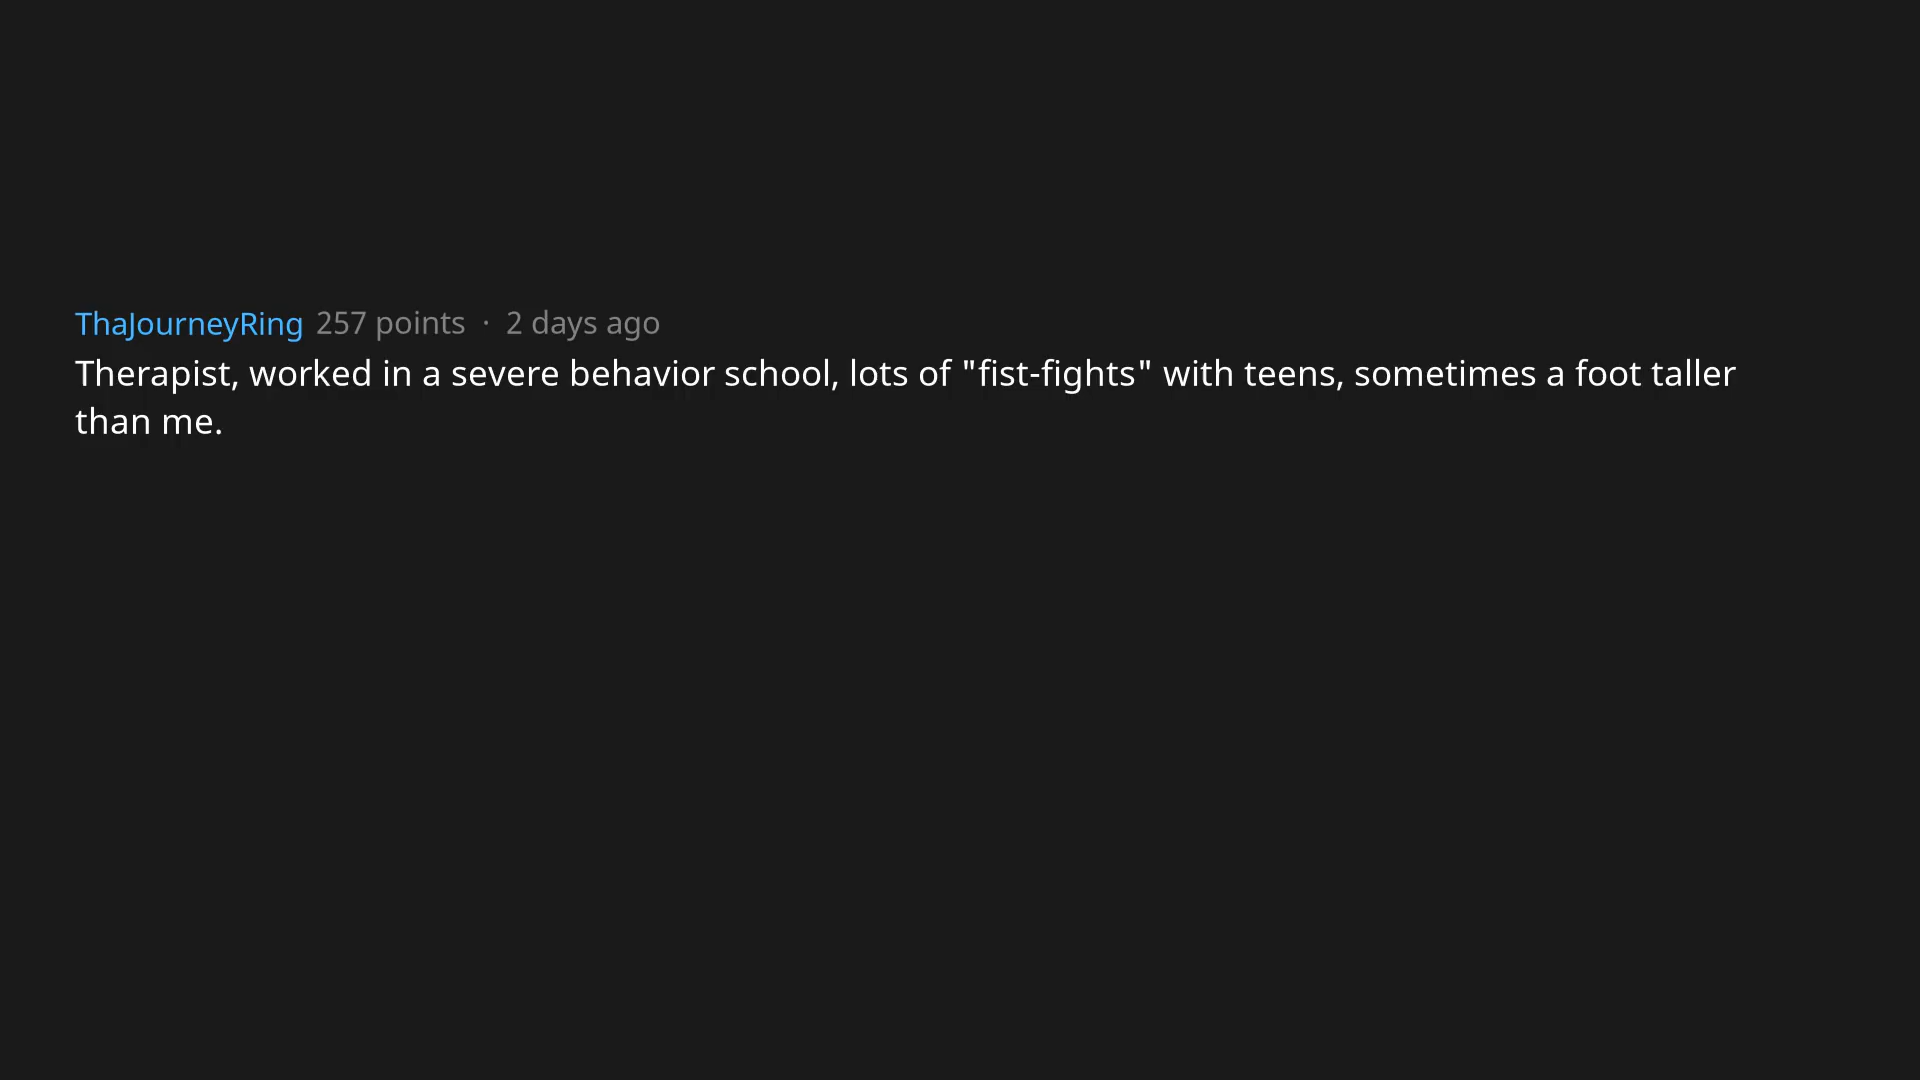 ThaJourneyRing 257 points · 2 days ago
Therapist, worked in a severe behavior school, lots of "fist-fights" with teens, sometimes a foot taller
than me.